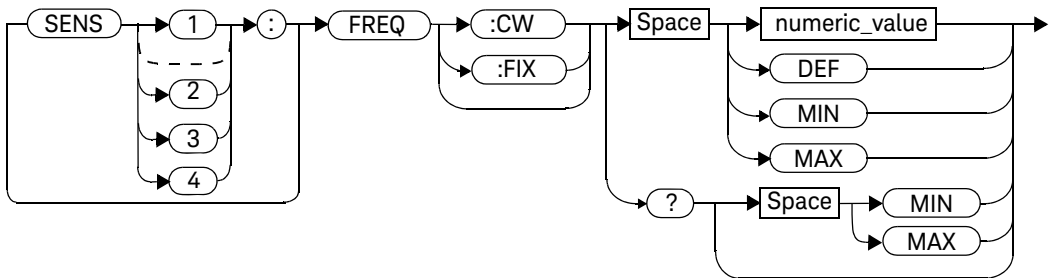 SENS 1 : FREQ :CW Space numeric_value
:FIX DEF
2
3 MIN
4 MAX
? Space MIN
MAX